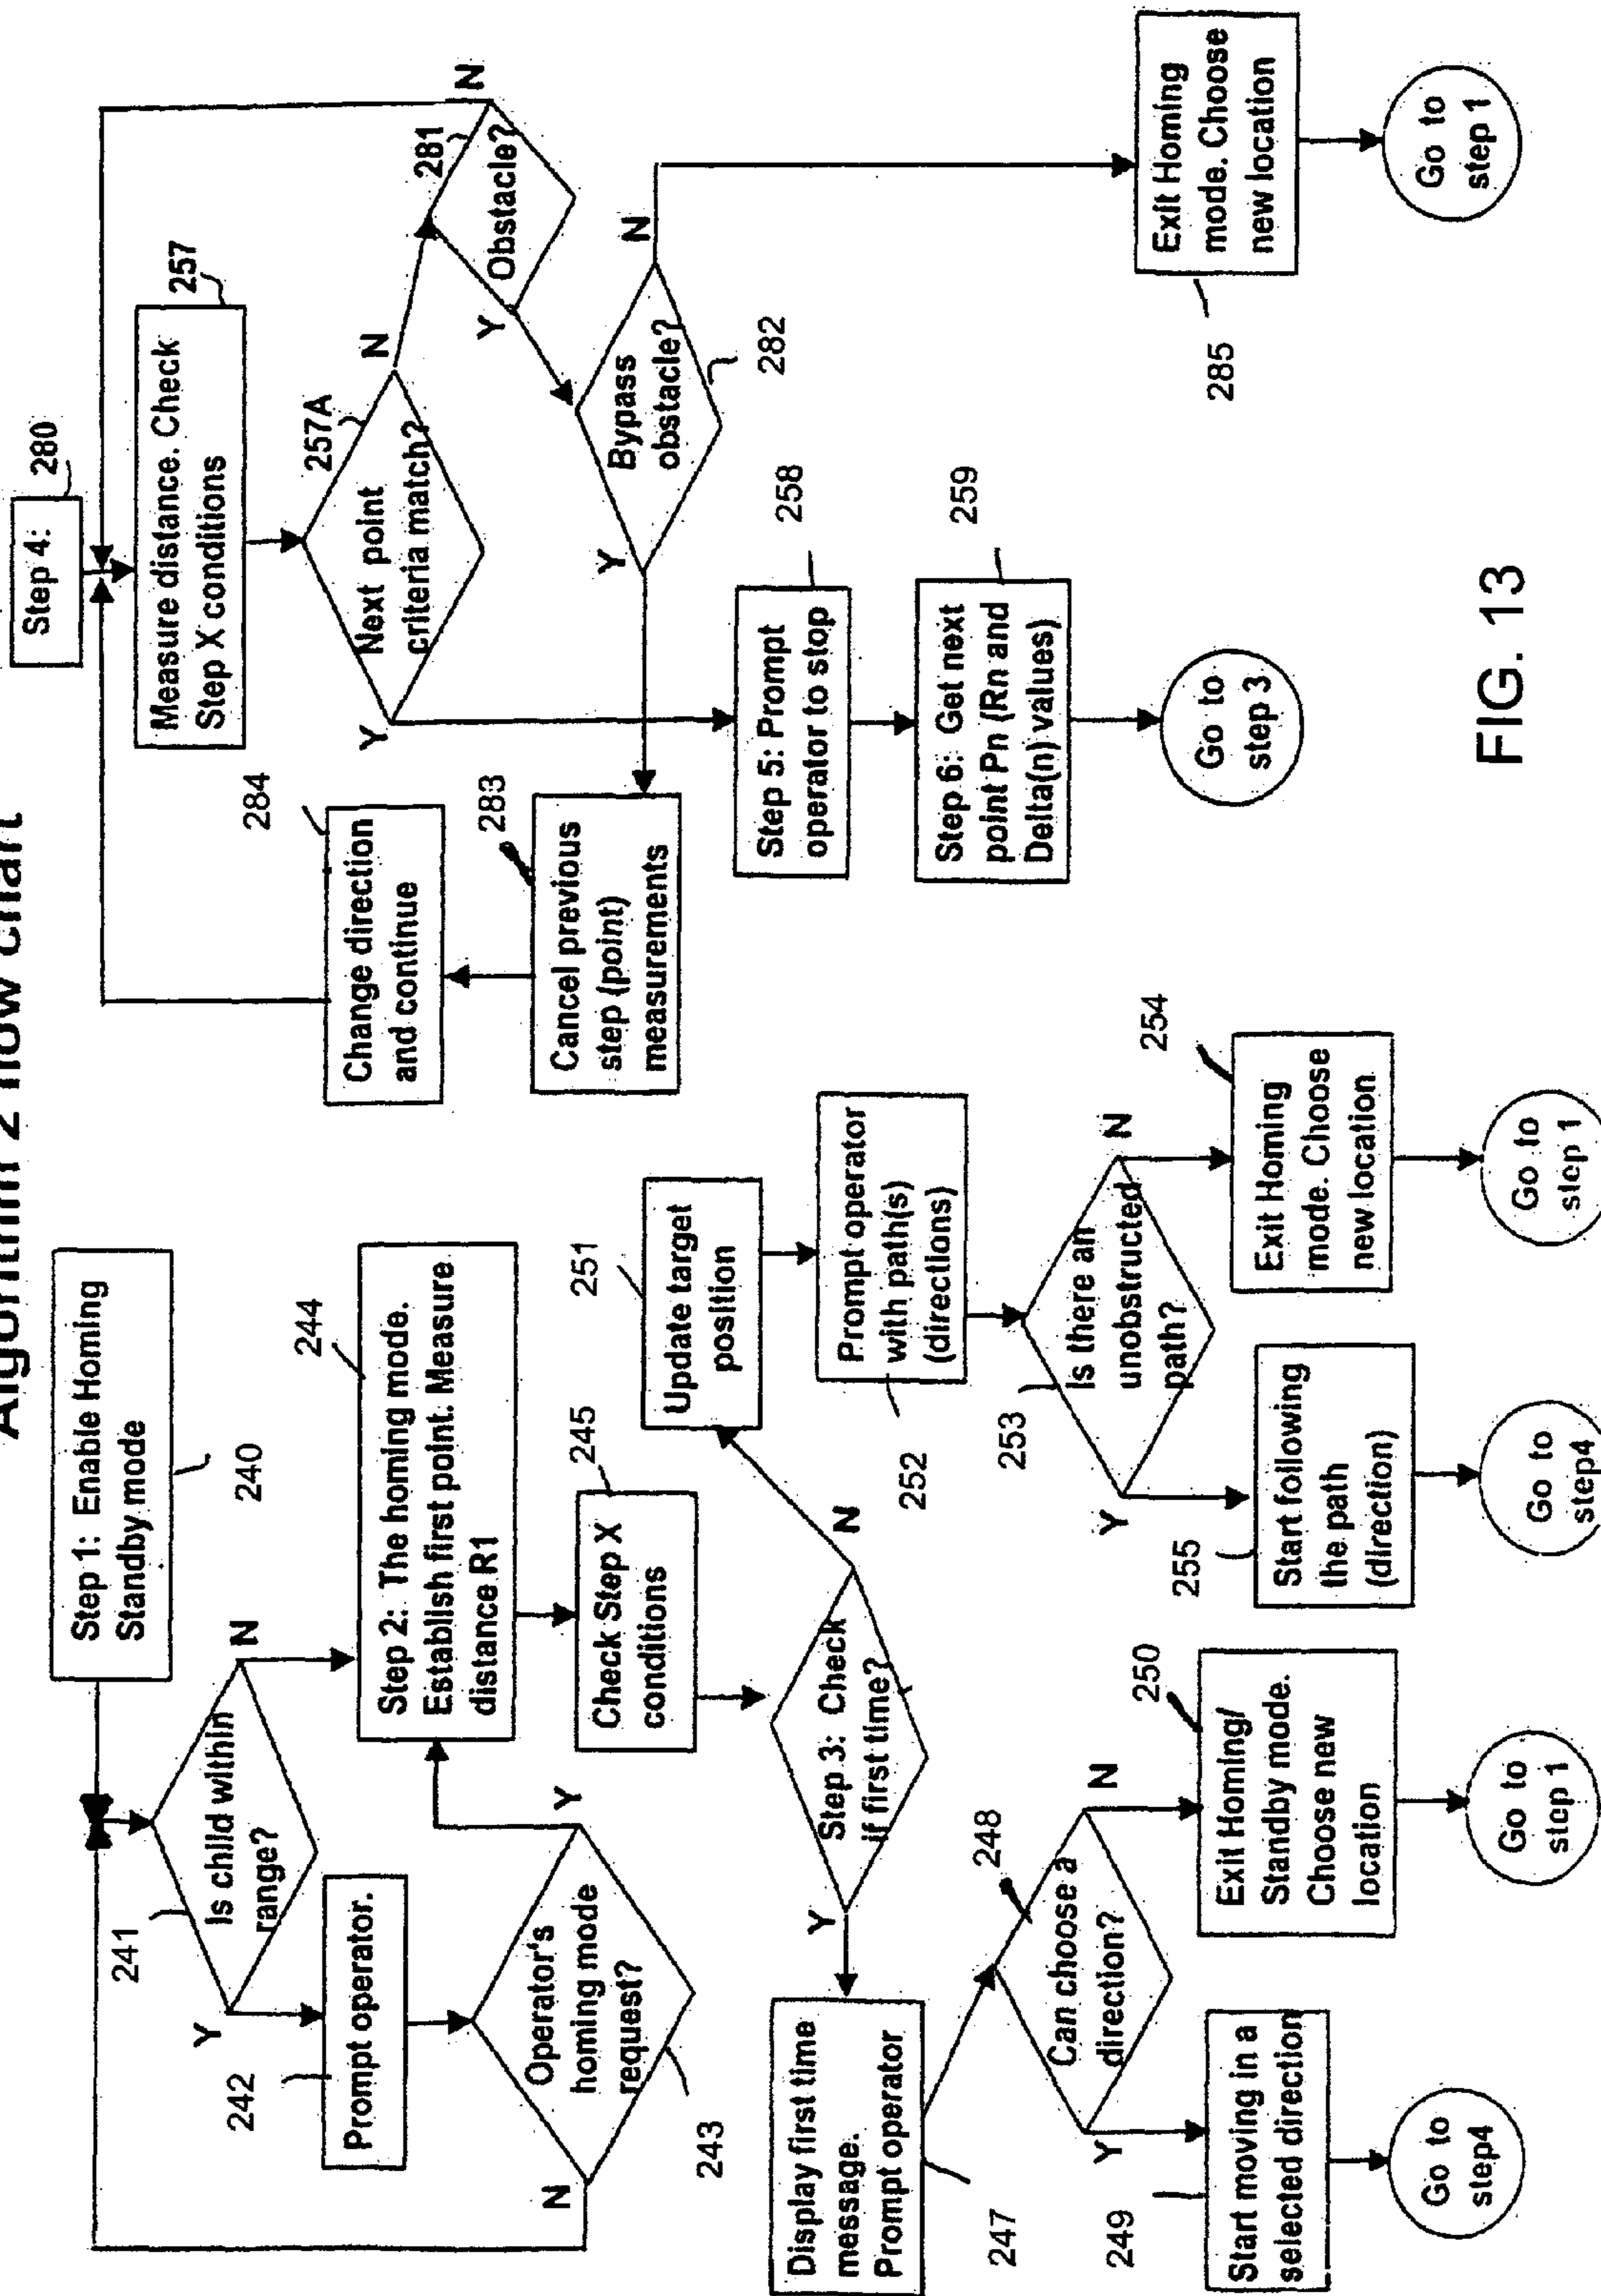 Algorithm 2 flow chart
Step 1: Enable Homing
Standby mode
240
241
Is child within
range?
Y
N
242
Prompt operator.
Operator's
homing mode
request?
N
Y
243
244
Step 2: The homing mode.
Establish first point. Measure
distance R1
245
Check Step X
conditions
Step 3: Check
if first time?
Y
N
Display first time
message.
Prompt operator
247
248
Can choose a
direction?
Y
N
249
Start moving in a
selected direction
Go to
step4
250
Exit Homing/
Standby mode.
Choose new
location
Go to
step 1
251
Update target
position
Prompt operator
with path(s)
(directions)
252
253
Is there an
unobstructed
path?
Y
N
255
Start following
the path
(direction)
Go to
step4
254
Exit Homing
mode. Choose
new location
Go to
step 1
Step 4:
280
Measure distance. Check
Step X conditions
257
257A
Next point
criteria match?
Y
N
281
Obstacle?
Y
N
Bypass
obstacle?
Y
N
282
284
Change direction
and continue
283
Cancel previous
step (point)
measurements
258
Step 5: Prompt
operator to stop
259
Step 6: Get next
point Pn (Rn and
Delta(n) values)
Go to
step 3
285
Exit Homing
mode. Choose
new location
Go to
step 1
FIG. 13